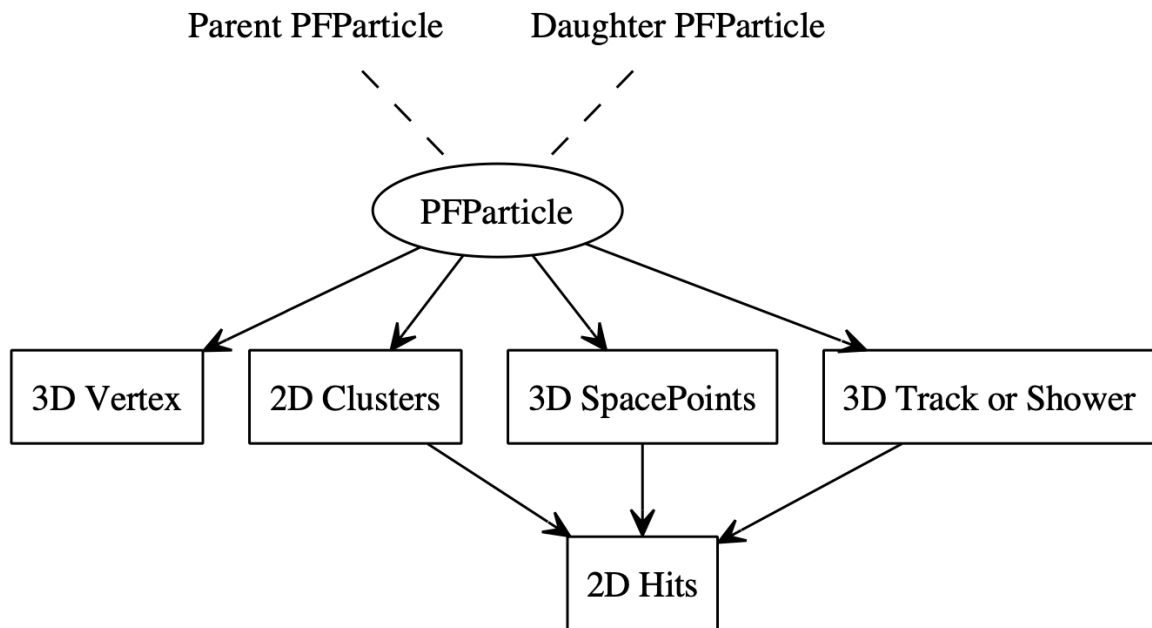 Parent PFParticle
Daughter PFParticle
PFParticle
3D Vertex
2D Clusters
3D SpacePoints
3D Track or Shower
2D Hits